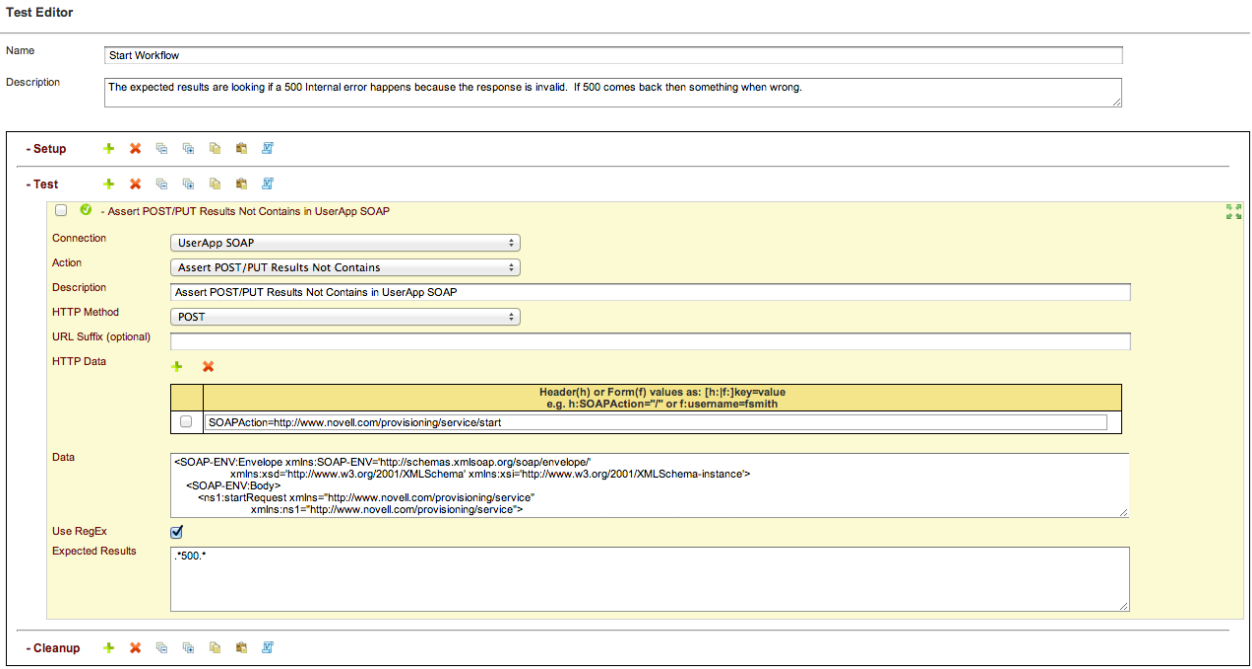 Test Editor
Name
Start Workflow
Description
The expected results are looking if a 500 Internal error happens because the response is invalid.  If 500 comes back then something when wrong.
- Setup
- Test
- Assert POST/PUT Results Not Contains in UserApp SOAP
Connection
UserApp SOAP
Action
Assert POST/PUT Results Not Contains
Description
Assert POST/PUT Results Not Contains in UserApp SOAP
HTTP Method
POST
URL Suffix (optional)
HTTP Data
Header(h) or Form(f) values as: [h:|f:]key=value
e.g. h:SOAPAction="/" or f:username=fsmith
SOAPAction=http://www.novell.com/provisioning/service/start
Data
<SOAP-ENV:Envelope xmlns:SOAP-ENV='http://schemas.xmlsoap.org/soap/envelope/'
xmlns:xsd='http://www.w3.org/2001/XMLSchema' xmlns:xsi='http://www.w3.org/2001/XMLSchema-instance'>
<SOAP-ENV:Body>
<ns1:startRequest xmlns="http://www.novell.com/provisioning/service"
xmlns:ns1="http://www.novell.com/provisioning/service">
Use RegEx
Expected Results
.*500.*
- Cleanup